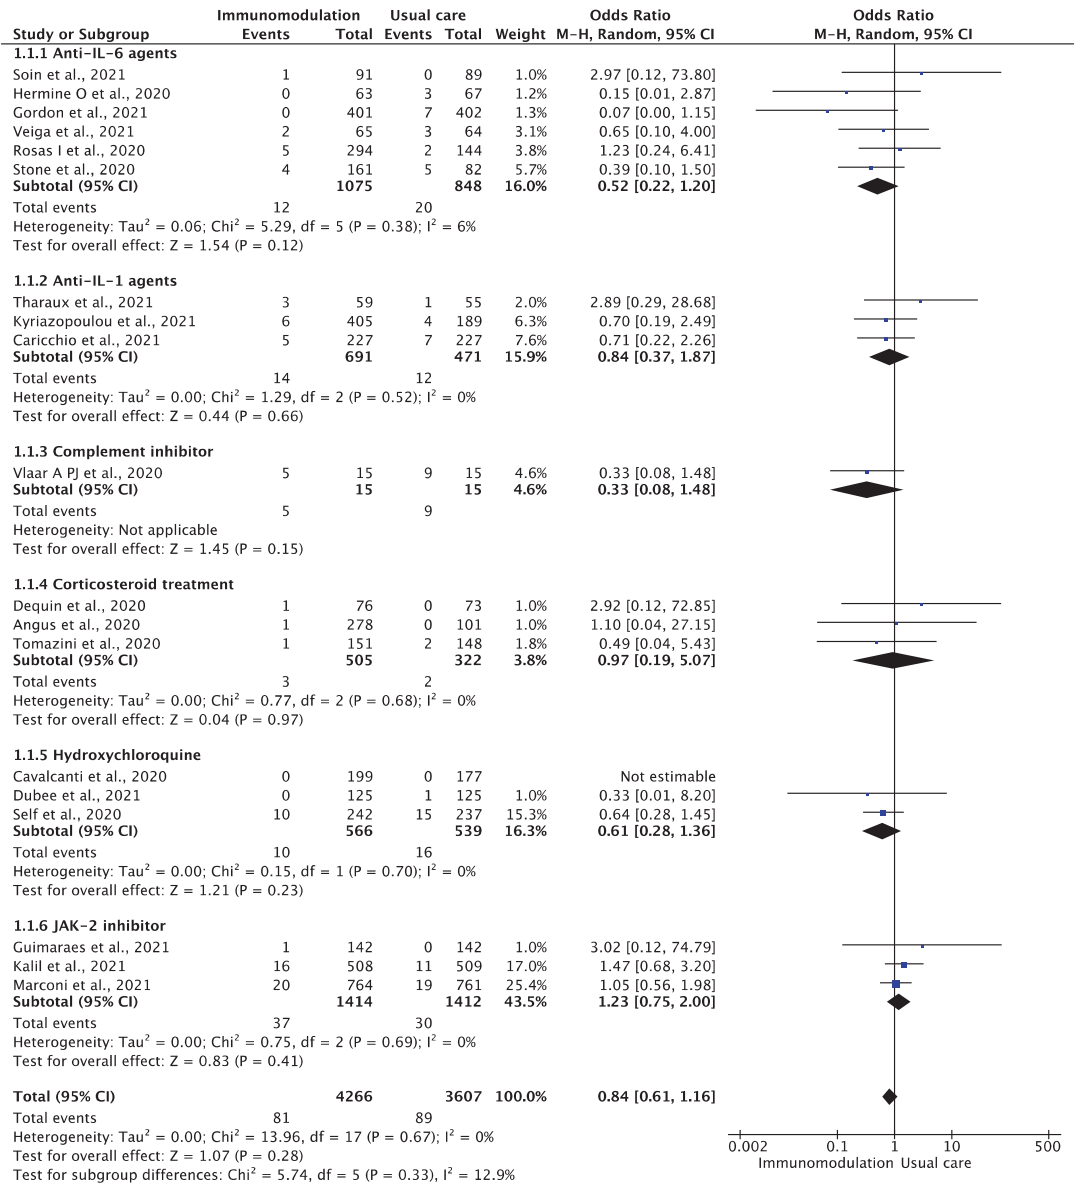 Immunomodulation Usual care Odds Ratio Odds Ratio
Study or Subgroup Events Total Events Total Weight M-H, Random, 95% CI M-H, Random, 95% CI
1.1.1 Anti-IL-6 agents
Soin et al., 2021 1 91 0 89 1.0% 2.97 [0.12, 73.80]
Hermine O et al., 2020 0 63 3 67 1.2% 0.15 [0.01, 2.87]
Gordon et al., 2021 0 401 7 402 1.3% 0.07 [0.00, 1.15]
Veiga et al., 2021 2 65 3 64 3.1% 0.65 [0.10, 4.00]
Rosas I et al., 2020 5 294 2 144 3.8% 1.23 [0.24, 6.41]
Stone et al., 2020 4 161 5 82 5.7% 0.39 [0.10, 1.50]
Subtotal (95% CI) 1075 848 16.0% 0.52 [0.22, 1.20]
Total events 12 20
Heterogeneity: Tau² = 0.06; Chi² = 5.29, df = 5 (P = 0.38); I² = 6%
Test for overall effect: Z = 1.54 (P = 0.12)
1.1.2 Anti-IL-1 agents
Tharaux et al., 2021 3 59 1 55 2.0% 2.89 [0.29, 28.68]
Kyriazopoulou et al., 2021 6 405 4 189 6.3% 0.70 [0.19, 2.49]
Caricchio et al., 2021 5 227 7 227 7.6% 0.71 [0.22, 2.26]
Subtotal (95% CI) 691 471 15.9% 0.84 [0.37, 1.87]
Total events 14 12
Heterogeneity: Tau² = 0.00; Chi² = 1.29, df = 2 (P = 0.52); I² = 0%
Test for overall effect: Z = 0.44 (P = 0.66)
1.1.3 Complement inhibitor
Vlaar A PJ et al., 2020 5 15 9 15 4.6% 0.33 [0.08, 1.48]
Subtotal (95% CI) 15 15 4.6% 0.33 [0.08, 1.48]
Total events 5 9
Heterogeneity: Not applicable
Test for overall effect: Z = 1.45 (P = 0.15)
1.1.4 Corticosteroid treatment
Dequin et al., 2020 1 76 0 73 1.0% 2.92 [0.12, 72.85]
Angus et al., 2020 1 278 0 101 1.0% 1.10 [0.04, 27.15]
Tomazini et al., 2020 1 151 2 148 1.8% 0.49 [0.04, 5.43]
Subtotal (95% CI) 505 322 3.8% 0.97 [0.19, 5.07]
Total events 3 2
Heterogeneity: Tau² = 0.00; Chi² = 0.77, df = 2 (P = 0.68); I² = 0%
Test for overall effect: Z = 0.04 (P = 0.97)
1.1.5 Hydroxychloroquine
Cavalcanti et al., 2020 0 199 0 177 Not estimable
Dubee et al., 2021 0 125 1 125 1.0% 0.33 [0.01, 8.20]
Self et al., 2020 10 242 15 237 15.3% 0.64 [0.28, 1.45]
Subtotal (95% CI) 566 539 16.3% 0.61 [0.28, 1.36]
Total events 10 16
Heterogeneity: Tau² = 0.00; Chi² = 0.15, df = 1 (P = 0.70); I² = 0%
Test for overall effect: Z = 1.21 (P = 0.23)
1.1.6 JAK-2 inhibitor
Guimaraes et al., 2021 1 142 0 142 1.0% 3.02 [0.12, 74.79]
Kalil et al., 2021 16 508 11 509 17.0% 1.47 [0.68, 3.20]
Marconi et al., 2021 20 764 19 761 25.4% 1.05 [0.56, 1.98]
Subtotal (95% CI) 1414 1412 43.5% 1.23 [0.75, 2.00]
Total events 37 30
Heterogeneity: Tau² = 0.00; Chi² = 0.75, df = 2 (P = 0.69); I² = 0%
Test for overall effect: Z = 0.83 (P = 0.41)
Total (95% CI) 4266 3607 100.0% 0.84 [0.61, 1.16]
Total events 81 89
Heterogeneity: Tau² = 0.00; Chi² = 13.96, df = 17 (P = 0.67); I² = 0%
Test for overall effect: Z = 1.07 (P = 0.28)
Test for subgroup differences: Chi² = 5.74, df = 5 (P = 0.33), I² = 12.9%
0.002 0.1 1 10 500
Immunomodulation Usual care